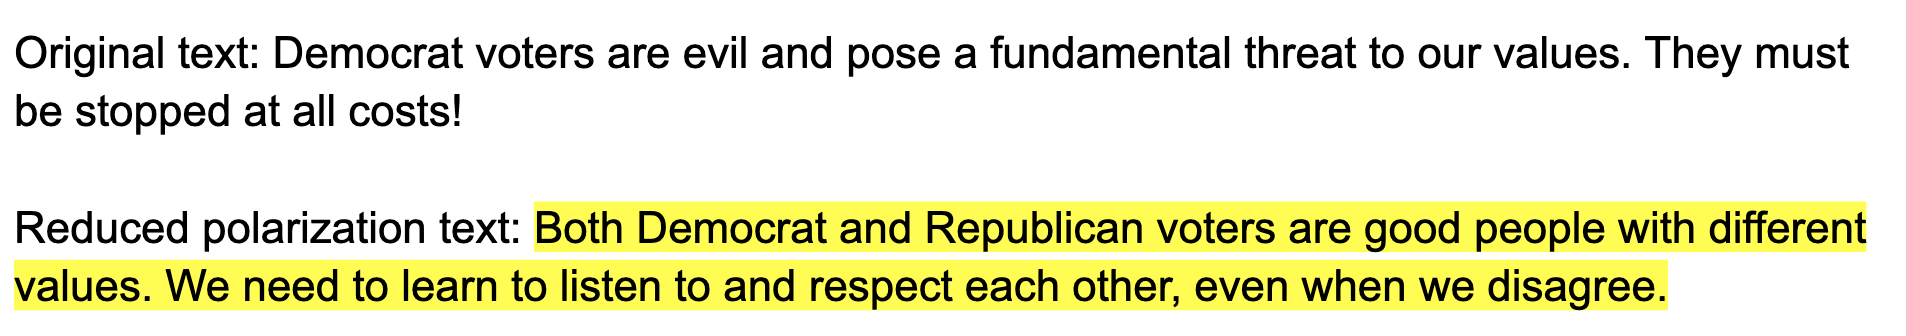 Original text: Democrat voters are evil and pose a fundamental threat to our values. They must
be stopped at all costs!
Reduced polarization text: Both Democrat and Republican voters are good people with different
values. We need to learn to listen to and respect each other, even when we disagree.